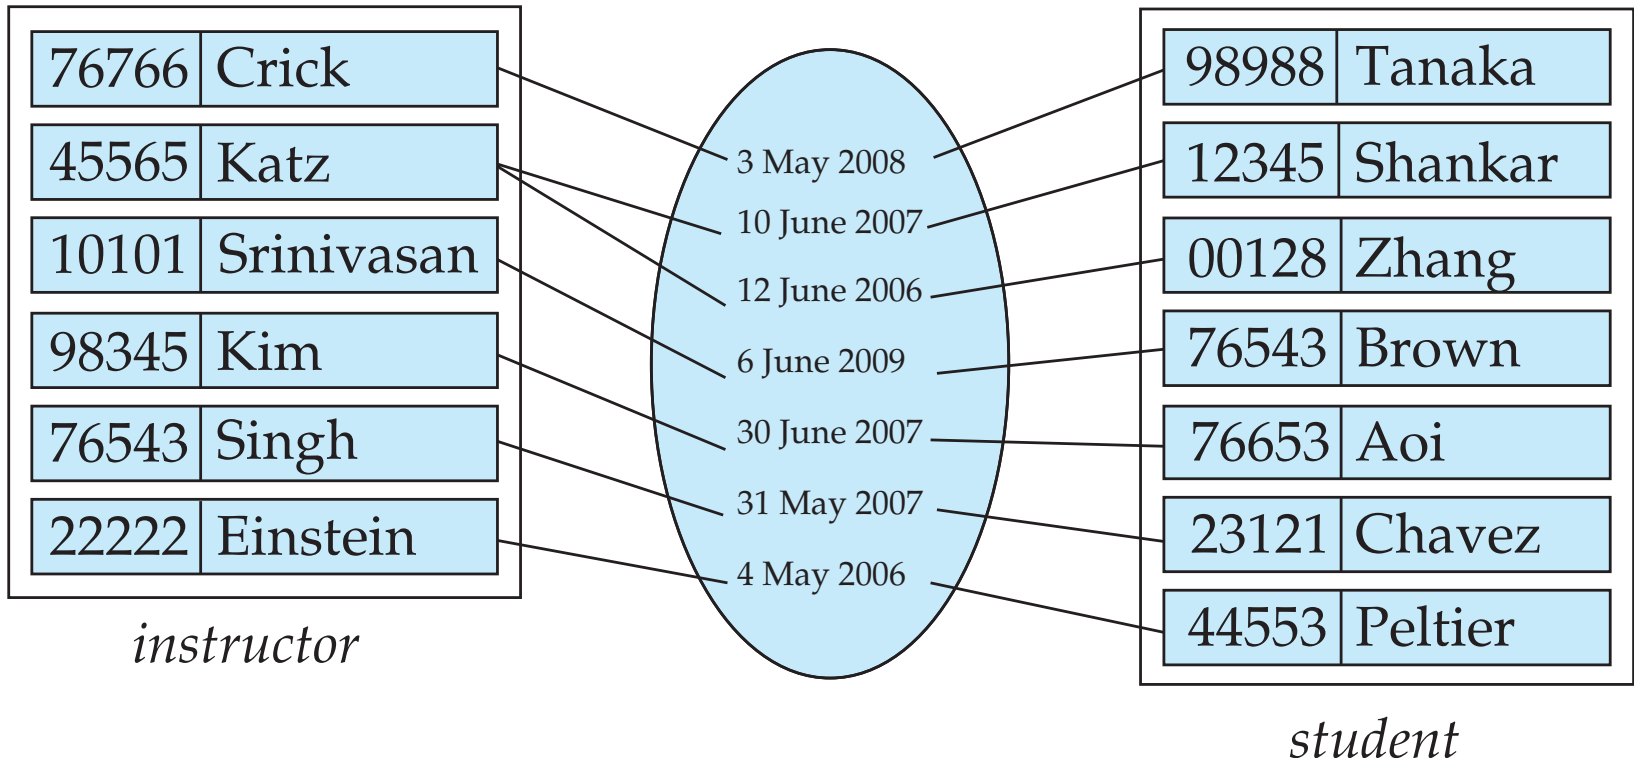 76766 Crick
45565 Katz
10101 Srinivasan
98345 Kim
76543 Singh
22222 Einstein
instructor
3 May 2008
10 June 2007
12 June 2006
6 June 2009
30 June 2007
31 May 2007
4 May 2006
98988 Tanaka
12345 Shankar
00128 Zhang
76543 Brown
76653 Aoi
23121 Chavez
44553 Peltier
student